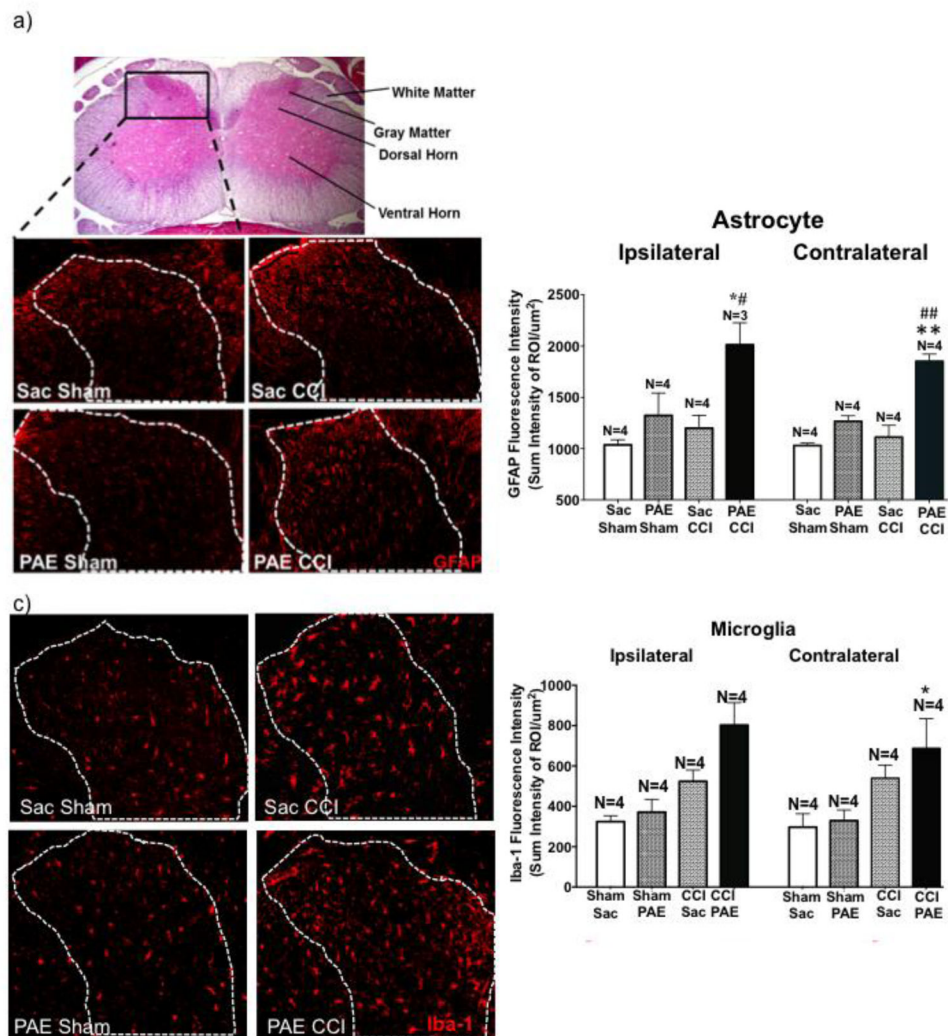 a)
White Matter
Gray Matter
Dorsal Horn
Ventral Horn
Sac Sham
Sac CCI
PAE Sham
PAE CCI
GFAP
Astrocyte
Ipsilateral
Contralateral
GFAP Fluorescence Intensity
(Sum Intensity of ROI/um²)
2500
2000
1500
1000
500
N=4
N=4
N=4
*#
N=3
N=4
N=4
N=4
##
**
N=4
Sac
Sham
PAE
Sham
Sac
CCI
PAE
CCI
Sac
Sham
PAE
Sham
Sac
CCI
PAE
CCI
c)
Sac Sham
Sac CCI
PAE Sham
PAE CCI
Iba-1
Microglia
Ipsilateral
Contralateral
Iba-1 Fluorescence Intensity
(Sum Intensity of ROI/um²)
1000
800
600
400
200
0
N=4
N=4
N=4
N=4
N=4
N=4
N=4
*
N=4
Sham
Sac
Sham
PAE
CCI
Sac
CCI
PAE
Sham
Sac
Sham
PAE
CCI
Sac
CCI
PAE